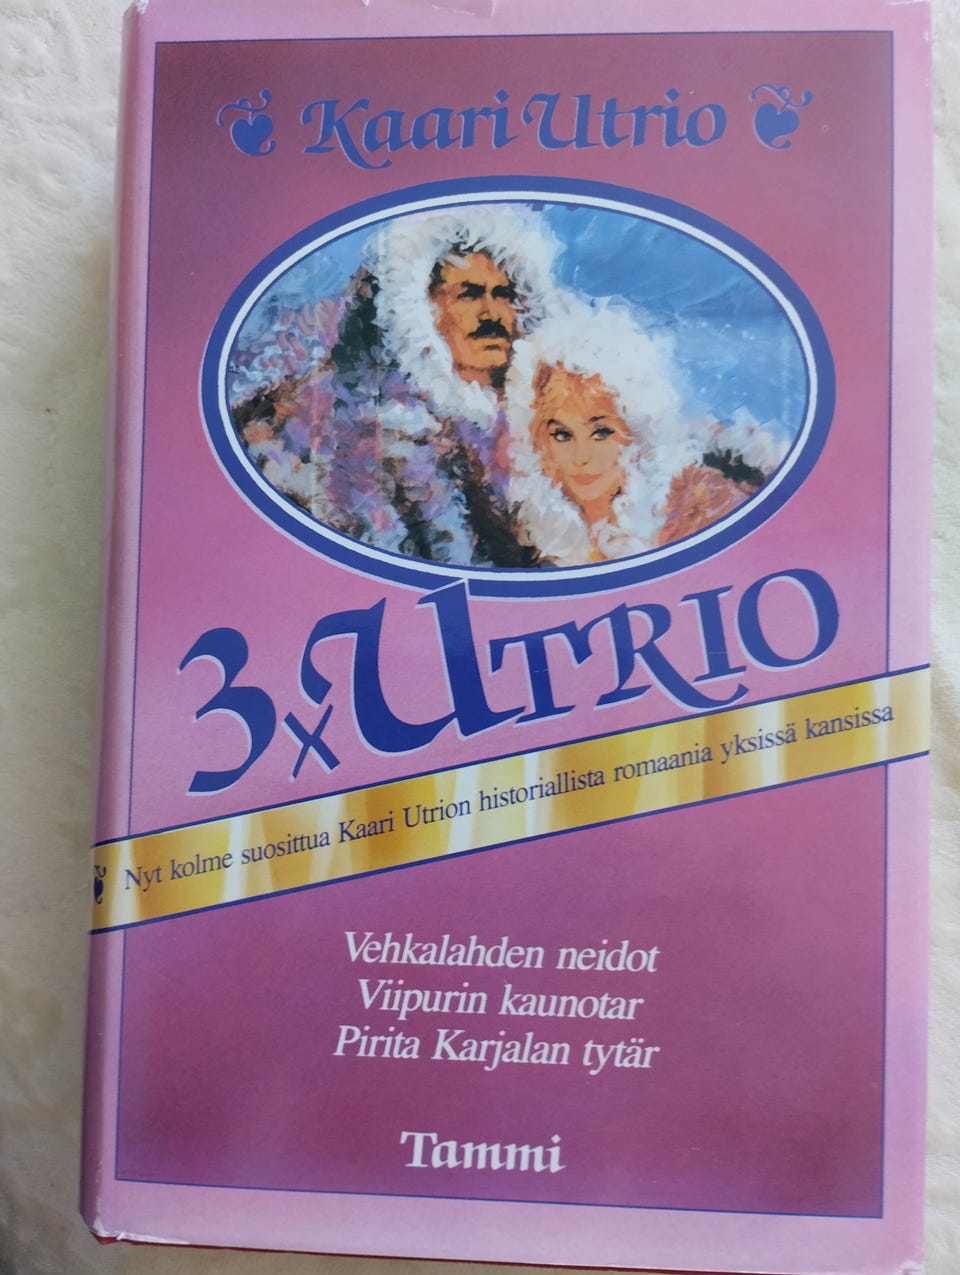 Kaari Utrio
3xUTRIO
Nyt kolme suosittua Kaari Utrion historiallista romaania yksissä kansissa
Vehkalahden neidot
Viipurin kaunotar
Pirita Karjalan tytär
Tammi